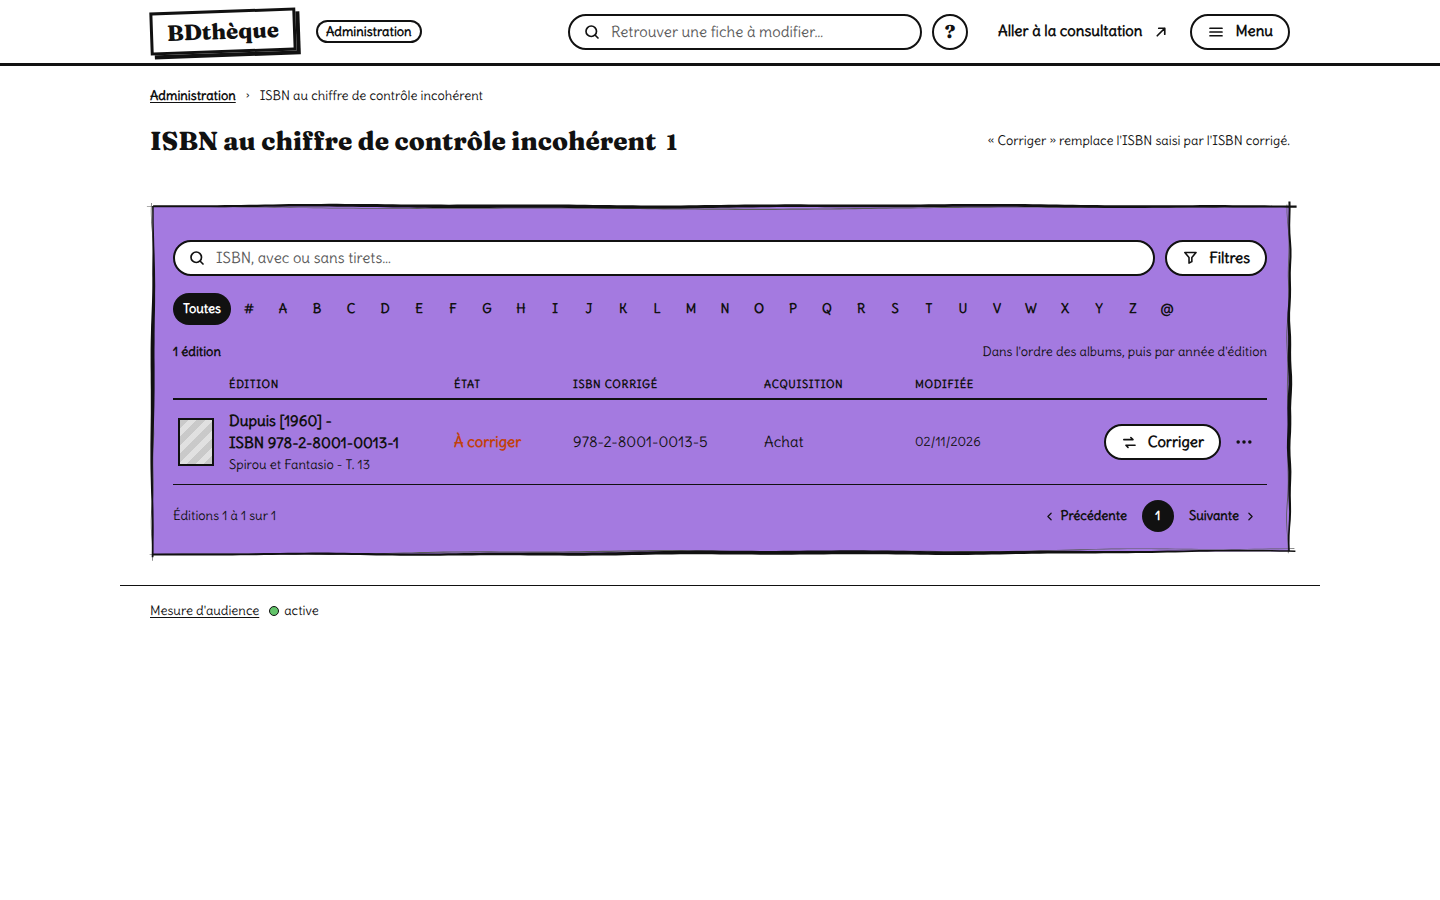 BDthèque
Administration
Retrouver une fiche à modifier...
?
Aller à la consultation
Menu
Administration › ISBN au chiffre de contrôle incohérent
ISBN au chiffre de contrôle incohérent 1
« Corriger » remplace l'ISBN saisi par l'ISBN corrigé.
ISBN, avec ou sans tirets...
Filtres
Toutes # A B C D E F G H I J K L M N O P Q R S T U V W X Y Z @
1 édition
Dans l'ordre des albums, puis par année d'édition
ÉDITION ÉTAT ISBN CORRIGÉ ACQUISITION MODIFIÉE
Dupuis [1960] -
ISBN 978-2-8001-0013-1
Spirou et Fantasio - T. 13
À corriger
978-2-8001-0013-5
Achat
02/11/2026
Corriger
Éditions 1 à 1 sur 1
‹ Précédente 1 Suivante ›
Mesure d'audience active